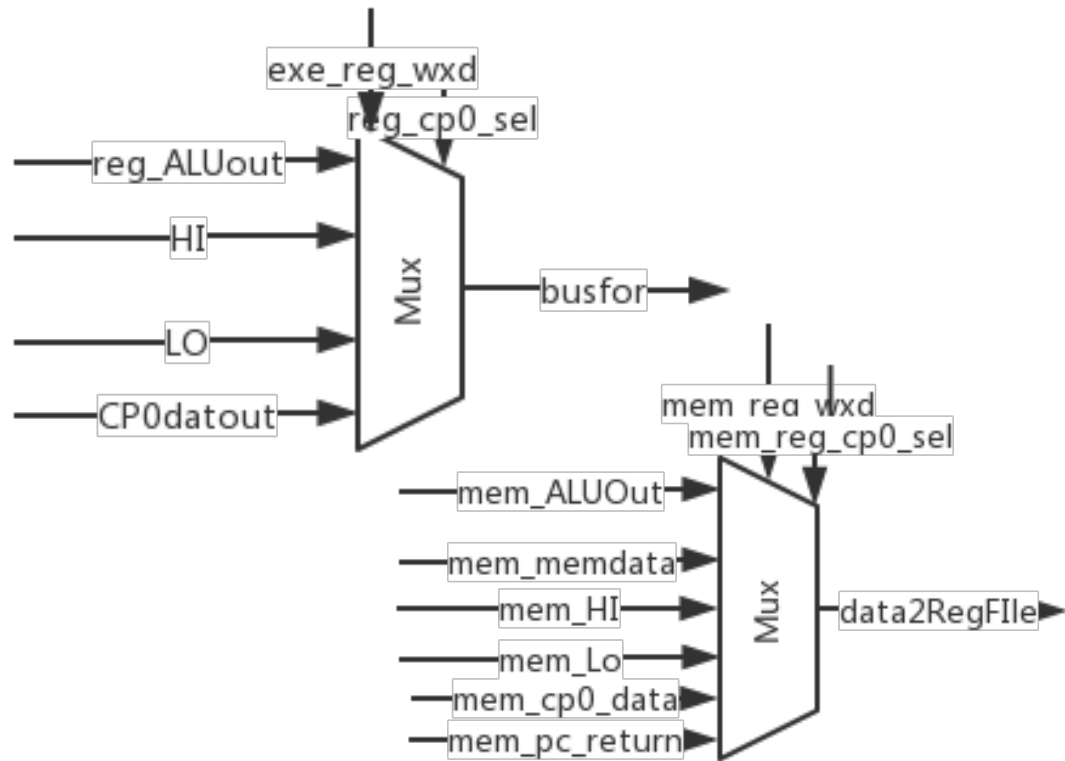 exe_reg_wxd
reg_cp0_sel
reg_ALUout
HI
Mux
busfor
LO
CP0datout
mem_reg_wxd
mem_reg_cp0_sel
mem_ALUOut
mem_memdata
mem_HI
Mux
data2RegFIle
mem_Lo
mem_cp0_data
mem_pc_return